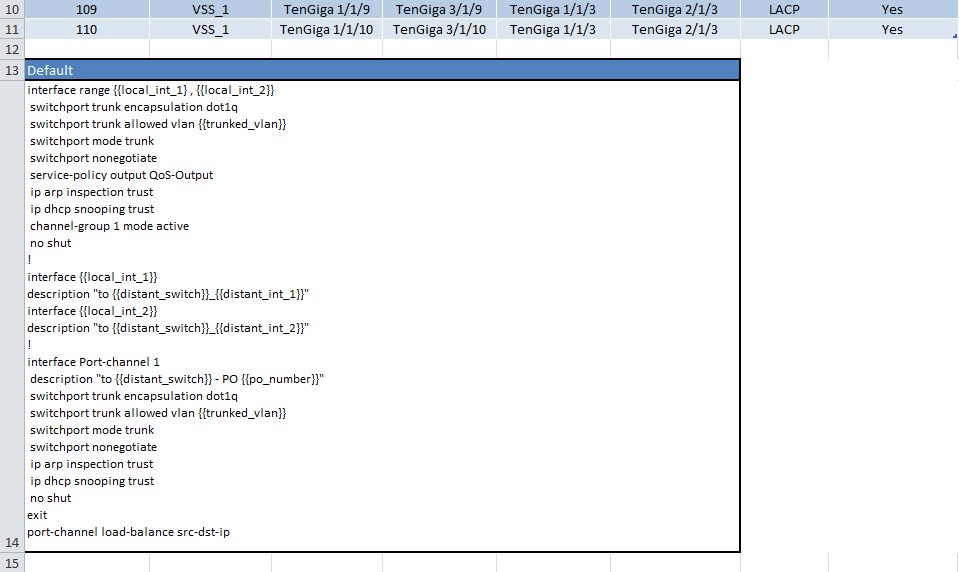 10 109 VSS_1 TenGiga 1/1/9 TenGiga 3/1/9 TenGiga 1/1/3 TenGiga 2/1/3 LACP Yes
11 110 VSS_1 TenGiga 1/1/10 TenGiga 3/1/10 TenGiga 1/1/3 TenGiga 2/1/3 LACP Yes
12
13 Default
interface range {{local_int_1} , {{local_int_2}}
switchport trunk encapsulation dot1q
switchport trunk allowed vlan {{trunked_vlan}}
switchport mode trunk
switchport nonegotiate
service-policy output QoS-Output
ip arp inspection trust
ip dhcp snooping trust
channel-group 1 mode active
no shut
!
interface {{local_int_1}}
description "to {{distant_switch}}_{{distant_int_1}}"
interface {{local_int_2}}
description "to {{distant_switch}}_{{distant_int_2}}"
!
interface Port-channel 1
description "to {{distant_switch}} - PO {{po_number}}"
switchport trunk encapsulation dot1q
switchport trunk allowed vlan {{trunked_vlan}}
switchport mode trunk
switchport nonegotiate
ip arp inspection trust
ip dhcp snooping trust
no shut
exit
port-channel load-balance src-dst-ip
14
15